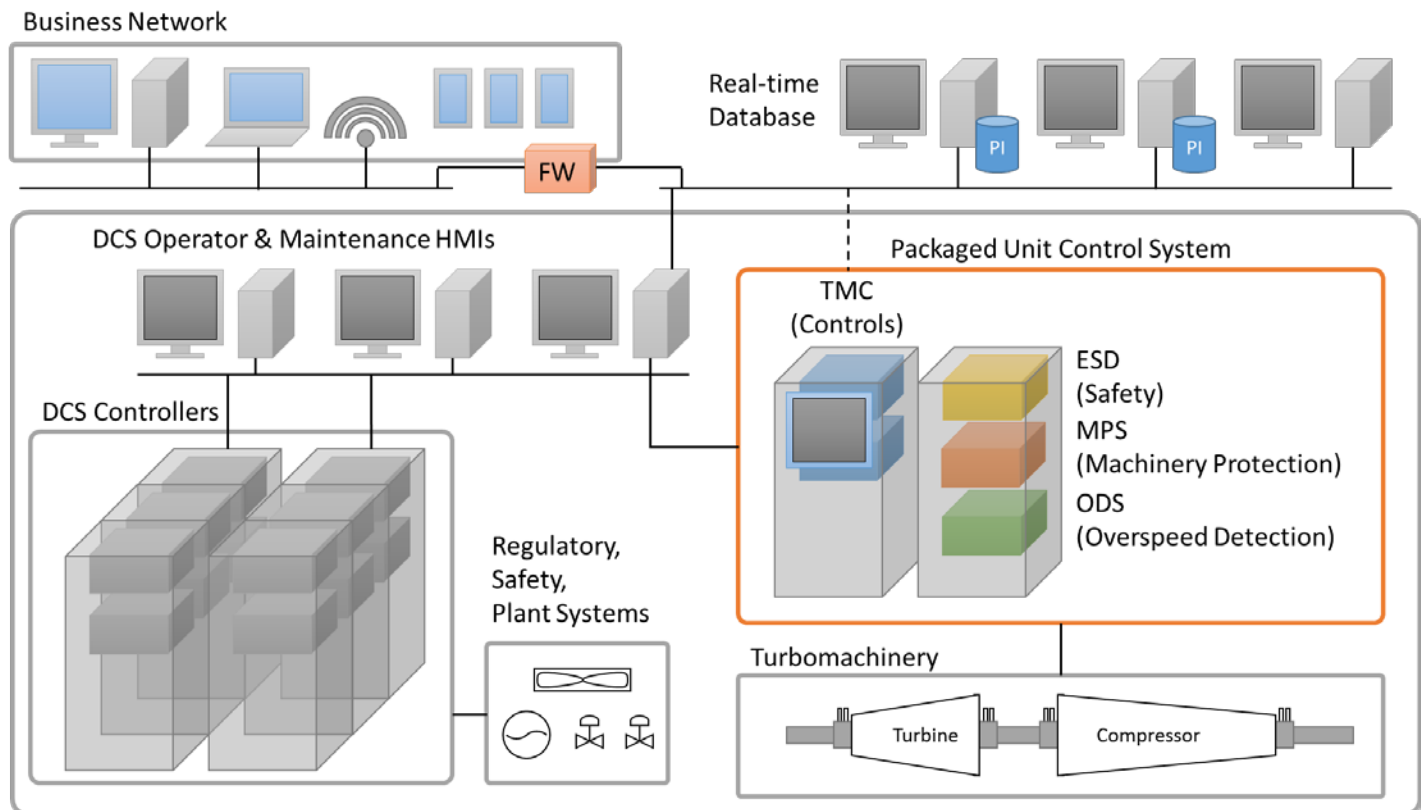 Business Network
Real-time
Database
PI
PI
FW
DCS Operator & Maintenance HMIs
Packaged Unit Control System
TMC
(Controls)
ESD
(Safety)
MPS
(Machinery Protection)
ODS
(Overspeed Detection)
DCS Controllers
Regulatory,
Safety,
Plant Systems
Turbomachinery
Turbine
Compressor